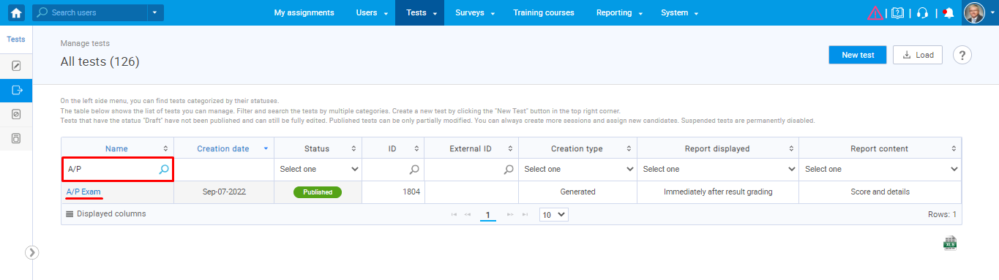 Search users
My assignments Users Tests Surveys Training courses Reporting System
Tests
Manage tests
All tests (126)
New test Load ?
On the left side menu, you can find tests categorized by their statuses.
The table below shows the list of tests you can manage. Filter and search the tests by multiple categories. Create a new test by clicking the "New Test" button in the top right corner.
Tests that have the status "Draft" have not been published and can still be fully edited. Published tests can be only partially modified. You can always create more sessions and assign new candidates. Suspended tests are permanently disabled.
Name Creation date Status ID External ID Creation type Report displayed Report content
A/P Select one Select one Select one Select one
A/P Exam Sep-07-2022 Published 1804 Generated Immediately after result grading Score and details
Displayed columns 1 10 Rows: 1
XLS